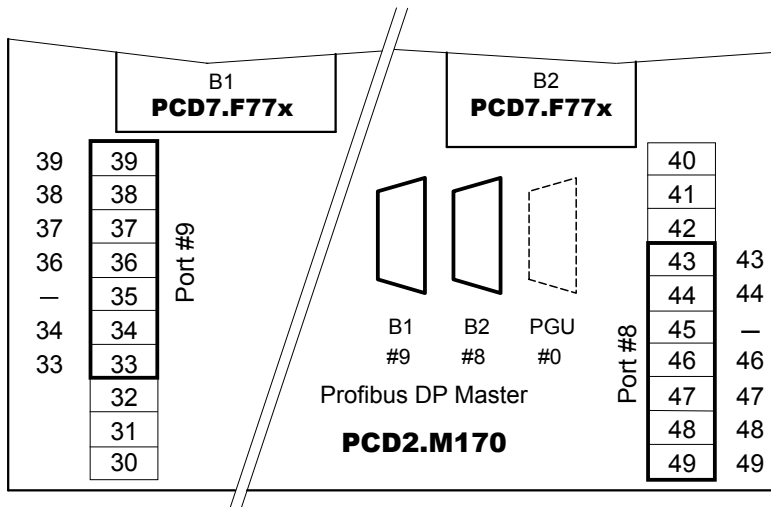 B1
PCD7.F77x
B2
PCD7.F77x
39 39
38 38
37 37
36 36
– 35
34 34
33 33
32
31
30
Port #9
B1 B2 PGU
#9 #8 #0
Profibus DP Master
PCD2.M170
Port #8
40
41
42
43 43
44 44
45 –
46 46
47 47
48 48
49 49